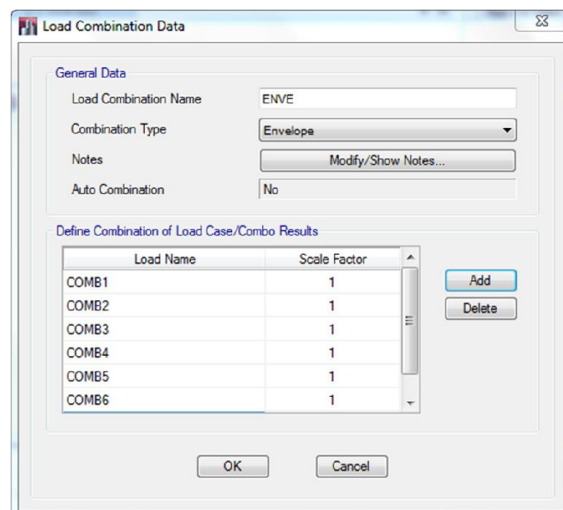 Load Combination Data
General Data
Load Combination Name ENVE
Combination Type Envelope
Notes Modify/Show Notes...
Auto Combination No
Define Combination of Load Case/Combo Results
Load Name Scale Factor
COMB1 1 Add
COMB2 1 Delete
COMB3 1
COMB4 1
COMB5 1
COMB6 1
OK Cancel